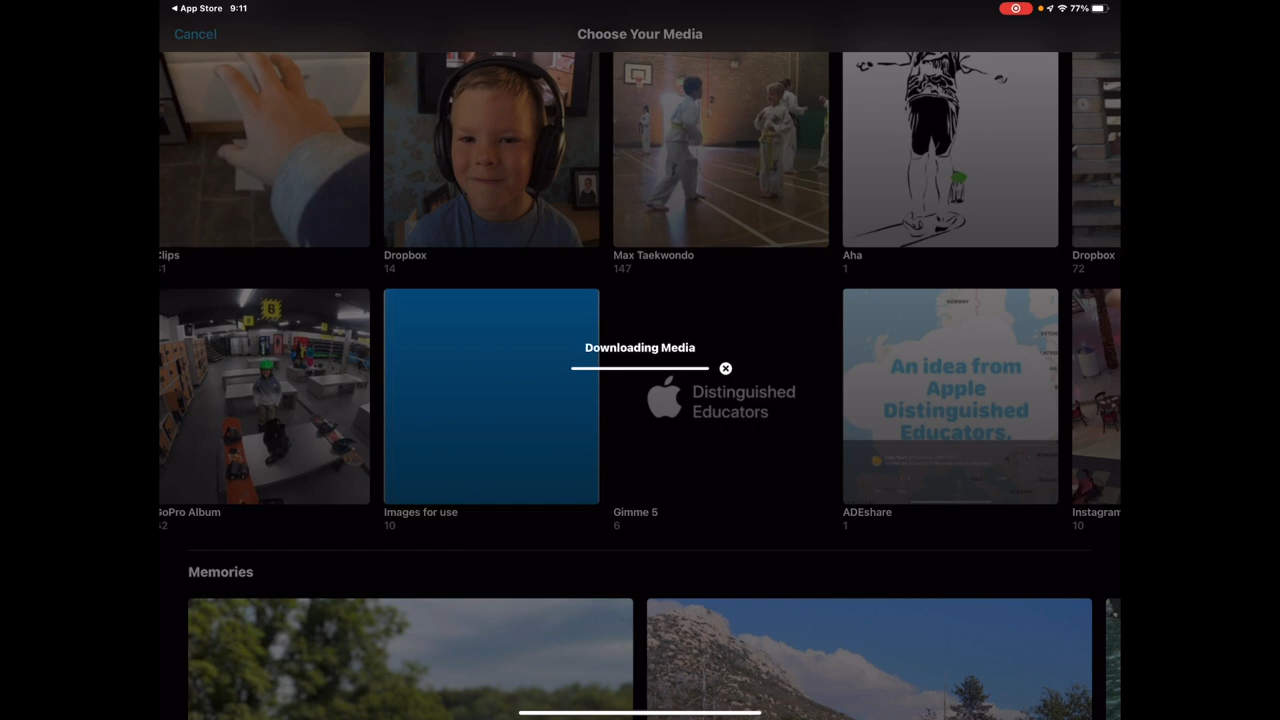 App Store 9:11
77%
Cancel
Choose Your Media
Clips
Dropbox
14
Max Taekwondo
147
Aha
1
Dropbox
72
Downloading Media
Distinguished
Educators
An idea from
Apple
Distinguished
Educators.
NORWAY
GoPro Album
Images for use
10
Gimme 5
6
ADEshare
1
Instagram
10
Memories